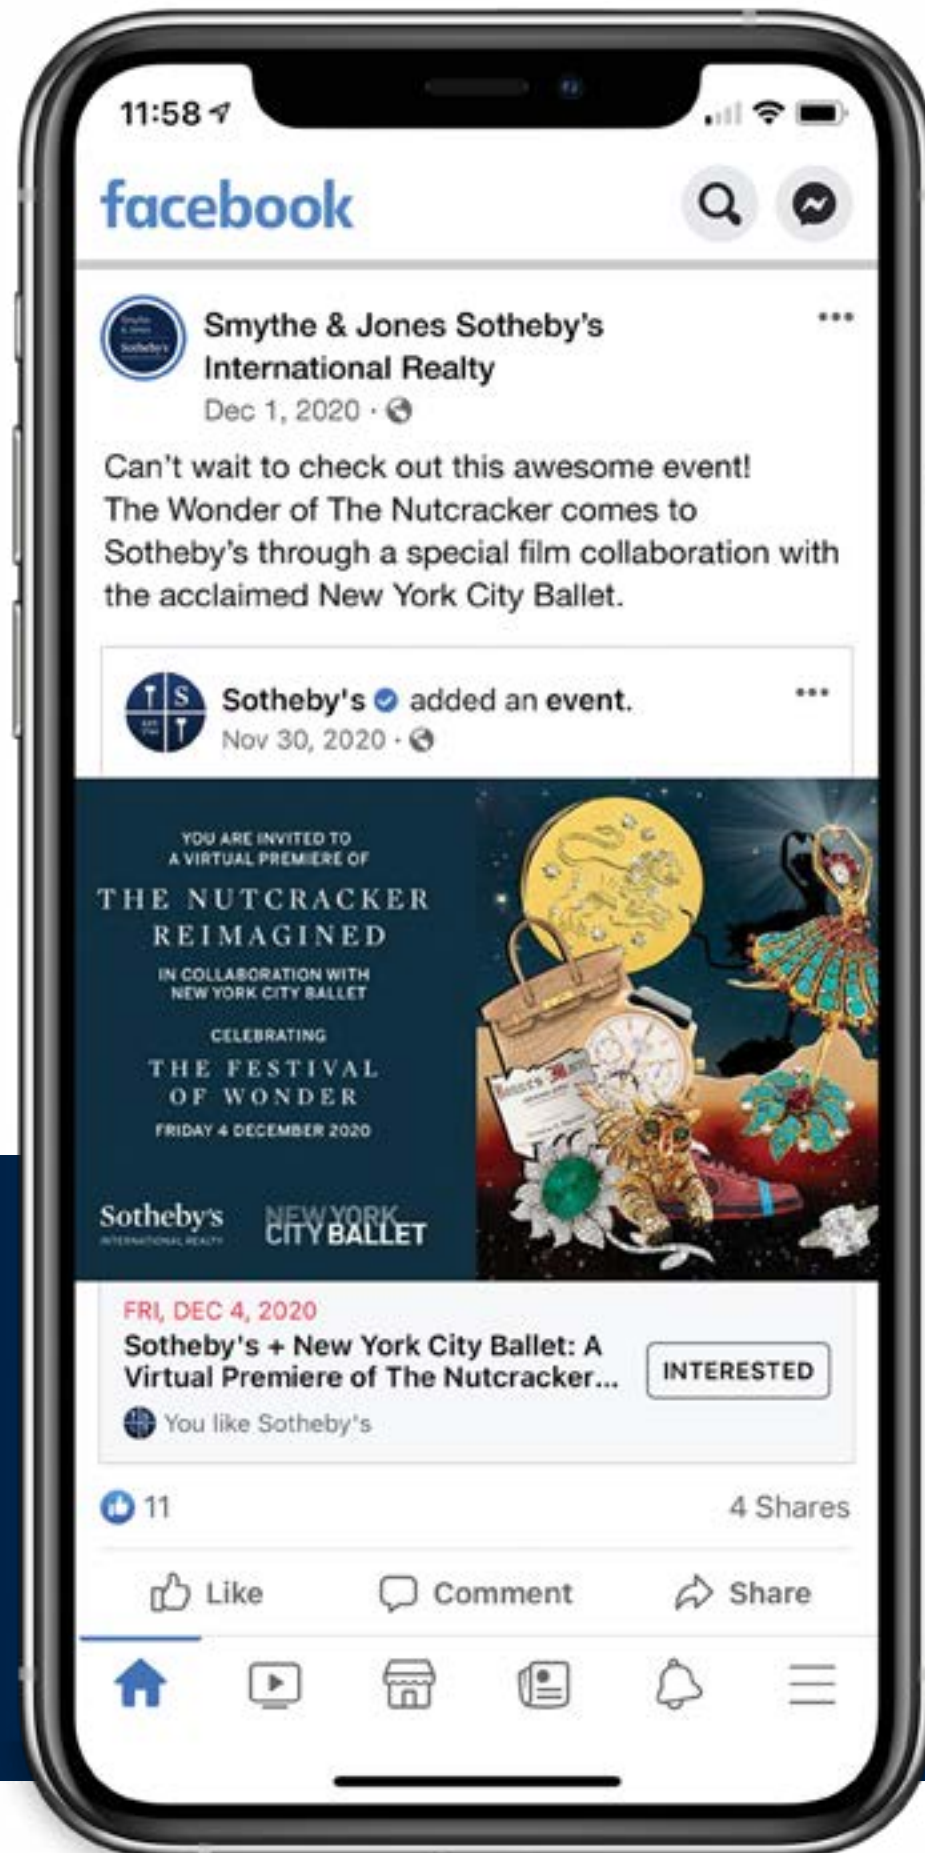 11:58
facebook
Smythe & Jones Sotheby's
International Realty
Dec 1, 2020 ·
Can't wait to check out this awesome event!
The Wonder of The Nutcracker comes to
Sotheby's through a special film collaboration with
the acclaimed New York City Ballet.
Sotheby's added an event.
Nov 30, 2020 ·
YOU ARE INVITED TO
A VIRTUAL PREMIERE OF
THE NUTCRACKER
REIMAGINED
IN COLLABORATION WITH
NEW YORK CITY BALLET
CELEBRATING
THE FESTIVAL
OF WONDER
FRIDAY 4 DECEMBER 2020
Sotheby's
INTERNATIONAL REALTY
NEW YORK
CITY BALLET
FRI, DEC 4, 2020
Sotheby's + New York City Ballet: A
Virtual Premiere of The Nutcracker...
INTERESTED
You like Sotheby's
11
4 Shares
Like
Comment
Share